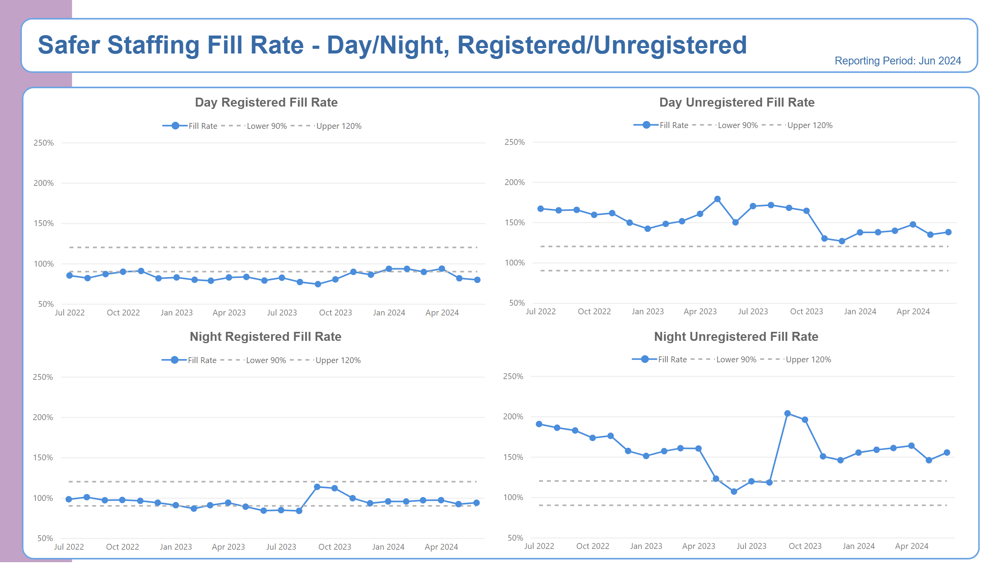 Safer Staffing Fill Rate - Day/Night, Registered/Unregistered
Reporting Period: Jun 2024
Day Registered Fill Rate
Fill Rate Lower 90% Upper 120%
250%
200%
150%
100%
50%
Jul 2022 Oct 2022 Jan 2023 Apr 2023 Jul 2023 Oct 2023 Jan 2024 Apr 2024
Day Unregistered Fill Rate
Fill Rate Lower 90% Upper 120%
250%
200%
150%
100%
50%
Jul 2022 Oct 2022 Jan 2023 Apr 2023 Jul 2023 Oct 2023 Jan 2024 Apr 2024
Night Registered Fill Rate
Fill Rate Lower 90% Upper 120%
250%
200%
150%
100%
50%
Jul 2022 Oct 2022 Jan 2023 Apr 2023 Jul 2023 Oct 2023 Jan 2024 Apr 2024
Night Unregistered Fill Rate
Fill Rate Lower 90% Upper 120%
250%
200%
150%
100%
50%
Jul 2022 Oct 2022 Jan 2023 Apr 2023 Jul 2023 Oct 2023 Jan 2024 Apr 2024